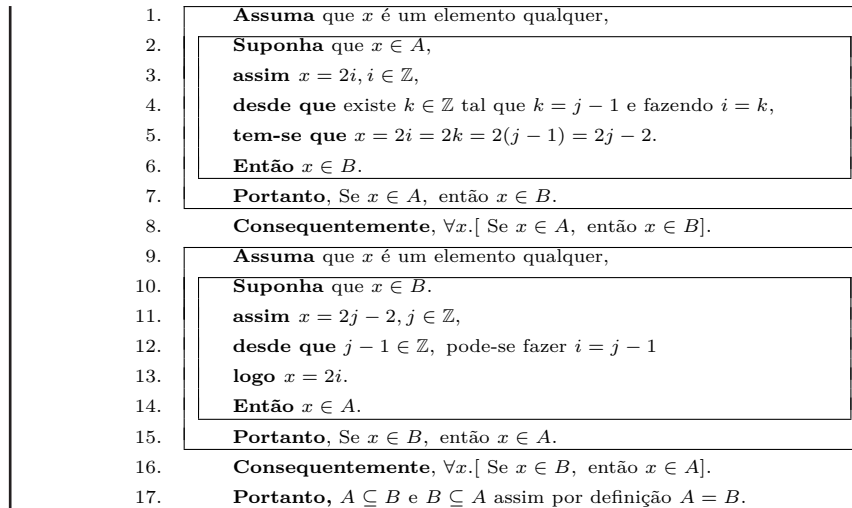 1. Assuma que x é um elemento qualquer,
2. Suponha que x ∈ A,
3. assim x = 2i, i ∈ ℤ,
4. desde que existe k ∈ ℤ tal que k = j − 1 e fazendo i = k,
5. tem-se que x = 2i = 2k = 2(j − 1) = 2j − 2.
6. Então x ∈ B.
7. Portanto, Se x ∈ A, então x ∈ B.
8. Consequentemente, ∀x.[ Se x ∈ A, então x ∈ B].
9. Assuma que x é um elemento qualquer,
10. Suponha que x ∈ B.
11. assim x = 2j − 2, j ∈ ℤ,
12. desde que j − 1 ∈ ℤ, pode-se fazer i = j − 1
13. logo x = 2i.
14. Então x ∈ A.
15. Portanto, Se x ∈ B, então x ∈ A.
16. Consequentemente, ∀x.[ Se x ∈ B, então x ∈ A].
17. Portanto, A ⊆ B e B ⊆ A assim por definição A = B.